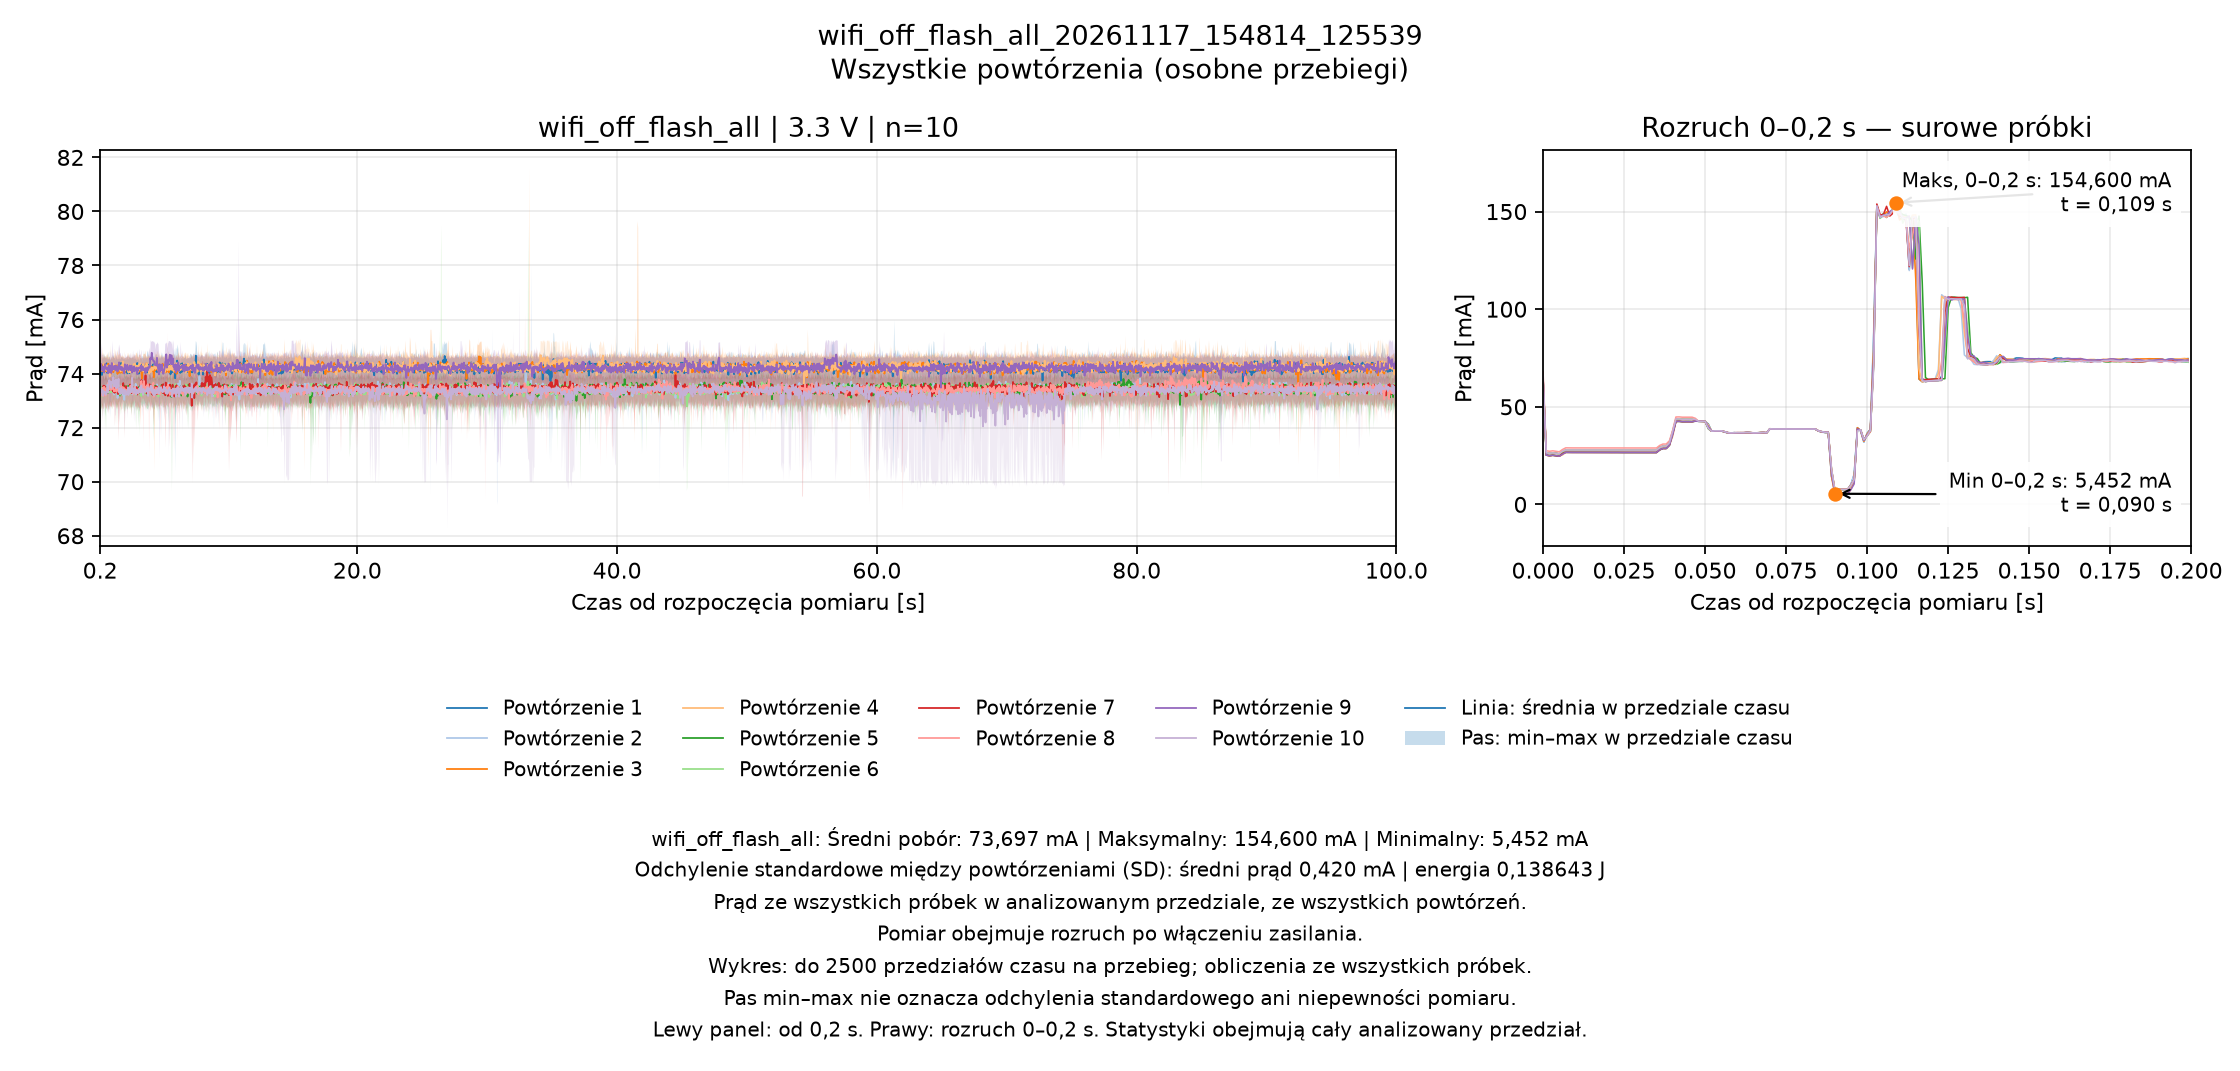 wifi_off_flash_all_20261117_154814_125539
Wszystkie powtórzenia (osobne przebiegi)
wifi_off_flash_all | 3.3 V | n=10
82
80
78
76
74
72
70
68
Prąd [mA]
0.2
20.0
40.0
60.0
80.0
100.0
Czas od rozpoczęcia pomiaru [s]
Rozruch 0–0,2 s — surowe próbki
150
100
50
0
Prąd [mA]
Maks, 0–0,2 s: 154,600 mA
t = 0,109 s
Min 0–0,2 s: 5,452 mA
t = 0,090 s
0.000
0.025
0.050
0.075
0.100
0.125
0.150
0.175
0.200
Czas od rozpoczęcia pomiaru [s]
Powtórzenie 1
Powtórzenie 2
Powtórzenie 3
Powtórzenie 4
Powtórzenie 5
Powtórzenie 6
Powtórzenie 7
Powtórzenie 8
Powtórzenie 9
Powtórzenie 10
Linia: średnia w przedziale czasu
Pas: min–max w przedziale czasu
wifi_off_flash_all: Średni pobór: 73,697 mA | Maksymalny: 154,600 mA | Minimalny: 5,452 mA
Odchylenie standardowe między powtórzeniami (SD): średni prąd 0,420 mA | energia 0,138643 J
Prąd ze wszystkich próbek w analizowanym przedziale, ze wszystkich powtórzeń.
Pomiar obejmuje rozruch po włączeniu zasilania.
Wykres: do 2500 przedziałów czasu na przebieg; obliczenia ze wszystkich próbek.
Pas min–max nie oznacza odchylenia standardowego ani niepewności pomiaru.
Lewy panel: od 0,2 s. Prawy: rozruch 0–0,2 s. Statystyki obejmują cały analizowany przedział.